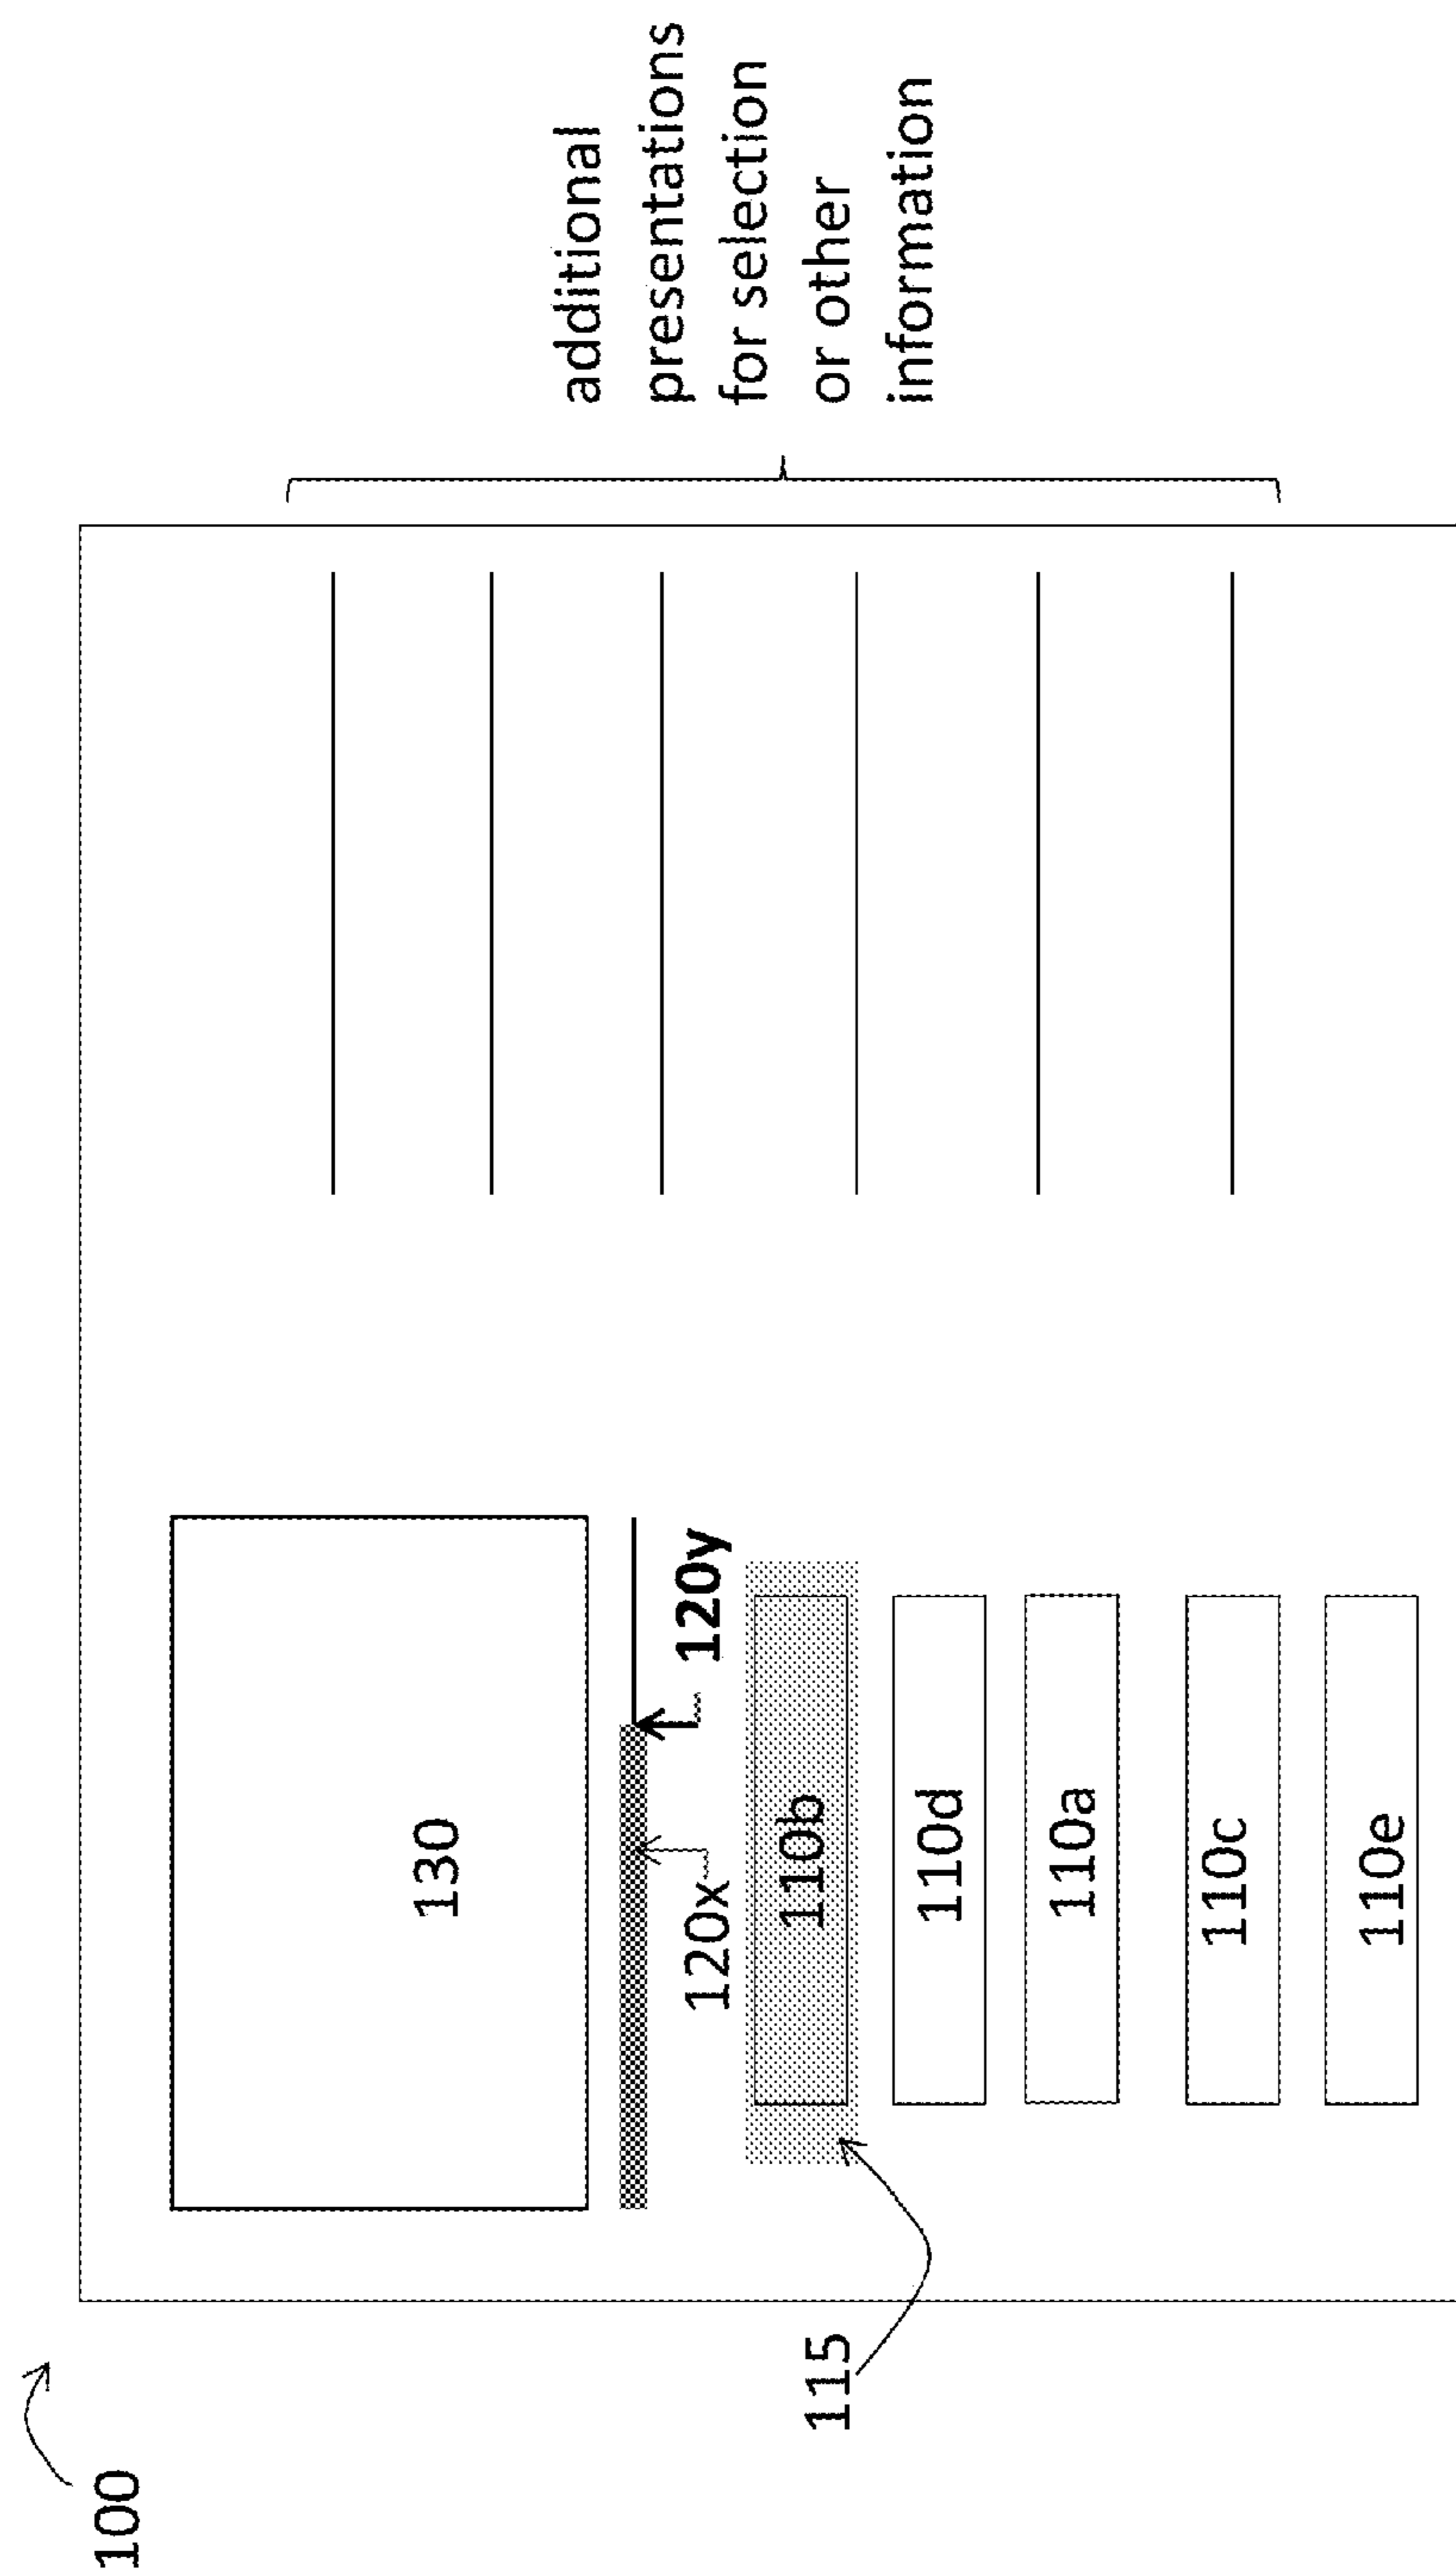 100
130
120y
120x
115
110b
110d
110a
110c
110e
additional
presentations
for selection
or other
information